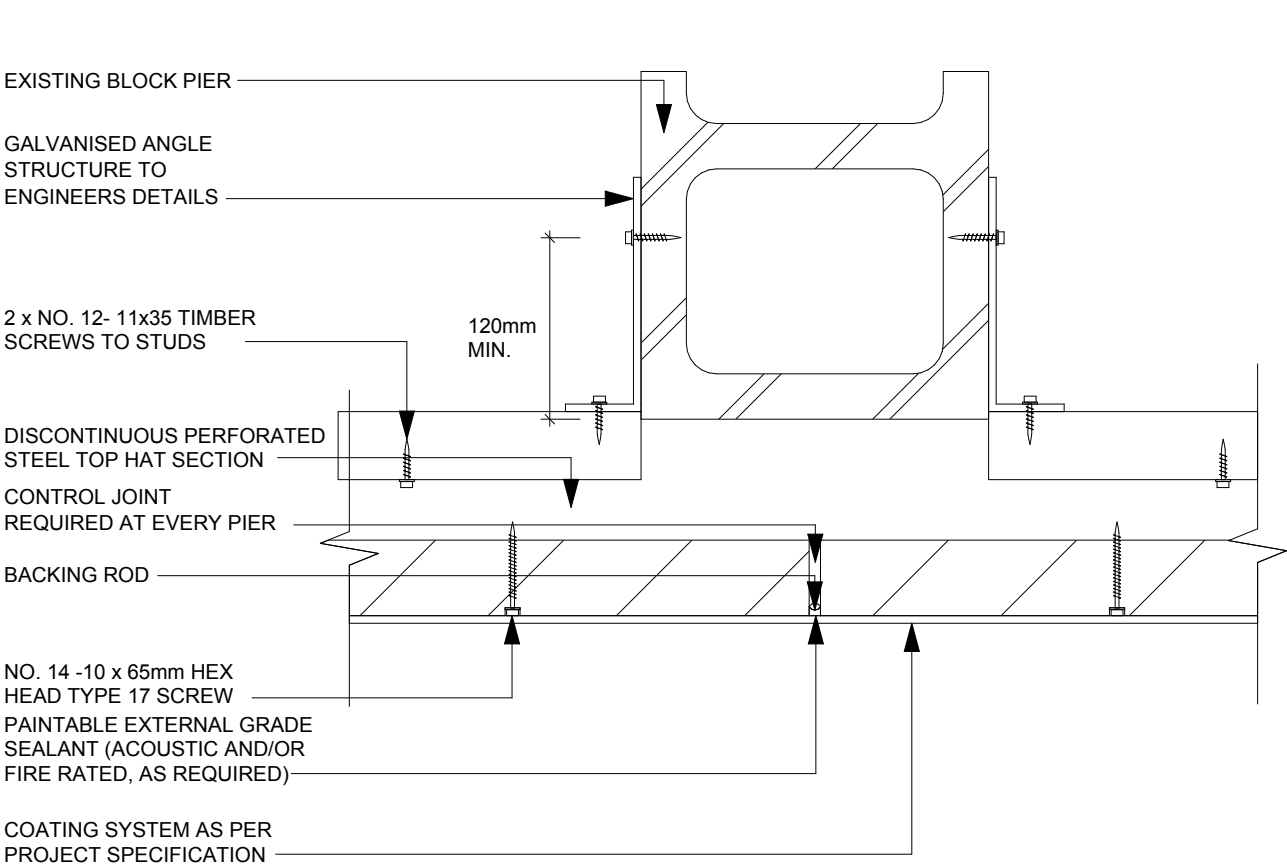 EXISTING BLOCK PIER
GALVANISED ANGLE
STRUCTURE TO
ENGINEERS DETAILS
2 x NO. 12- 11x35 TIMBER
SCREWS TO STUDS
120mm
MIN.
DISCONTINUOUS PERFORATED
STEEL TOP HAT SECTION
CONTROL JOINT
REQUIRED AT EVERY PIER
BACKING ROD
NO. 14 -10 x 65mm HEX
HEAD TYPE 17 SCREW
PAINTABLE EXTERNAL GRADE
SEALANT (ACOUSTIC AND/OR
FIRE RATED, AS REQUIRED)
COATING SYSTEM AS PER
PROJECT SPECIFICATION